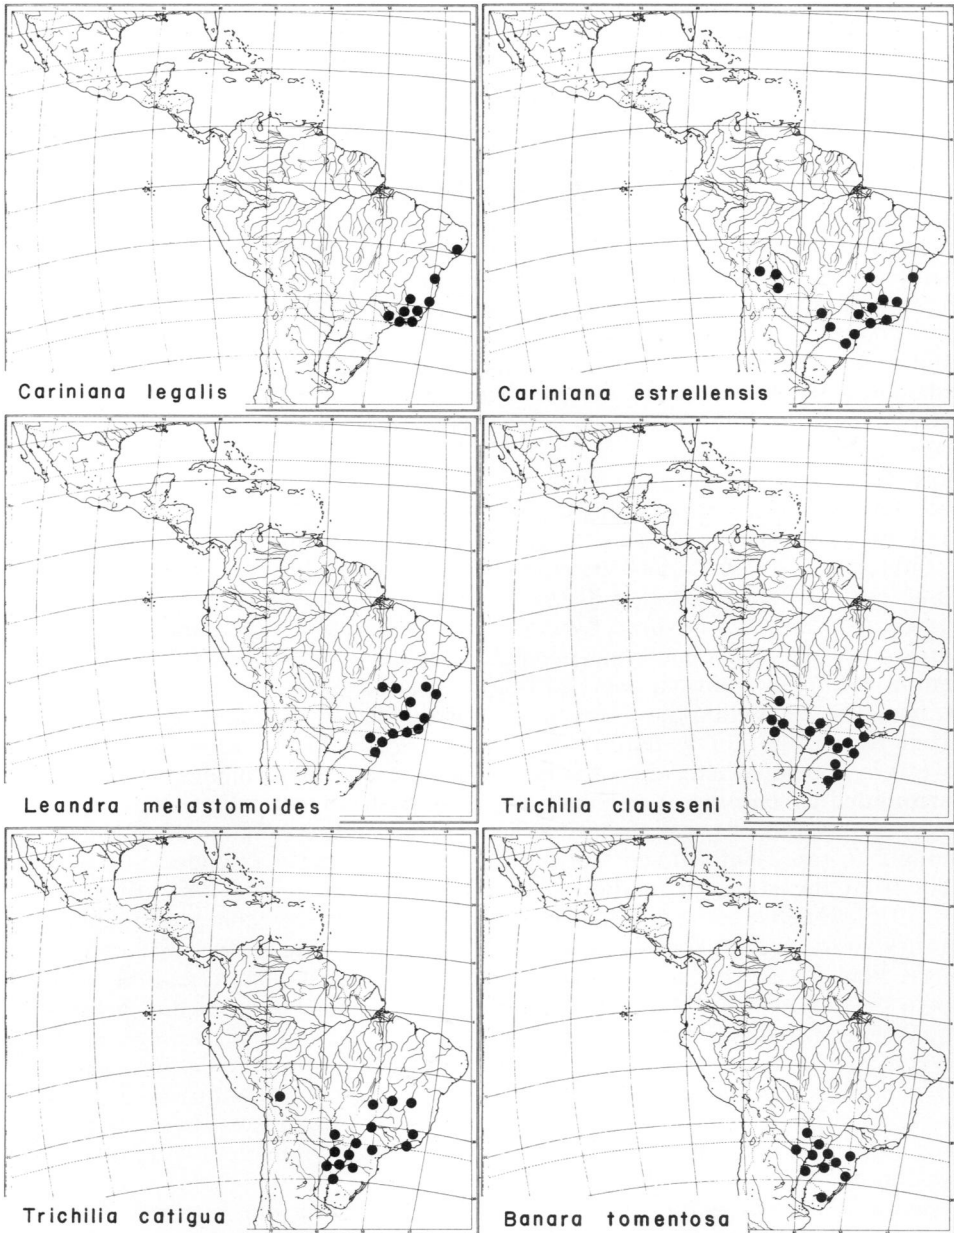 Cariniana legalis
Cariniana estrellensis
Leandra melastomoides
Trichilia clausseni
Trichilia catigua
Banara tomentosa